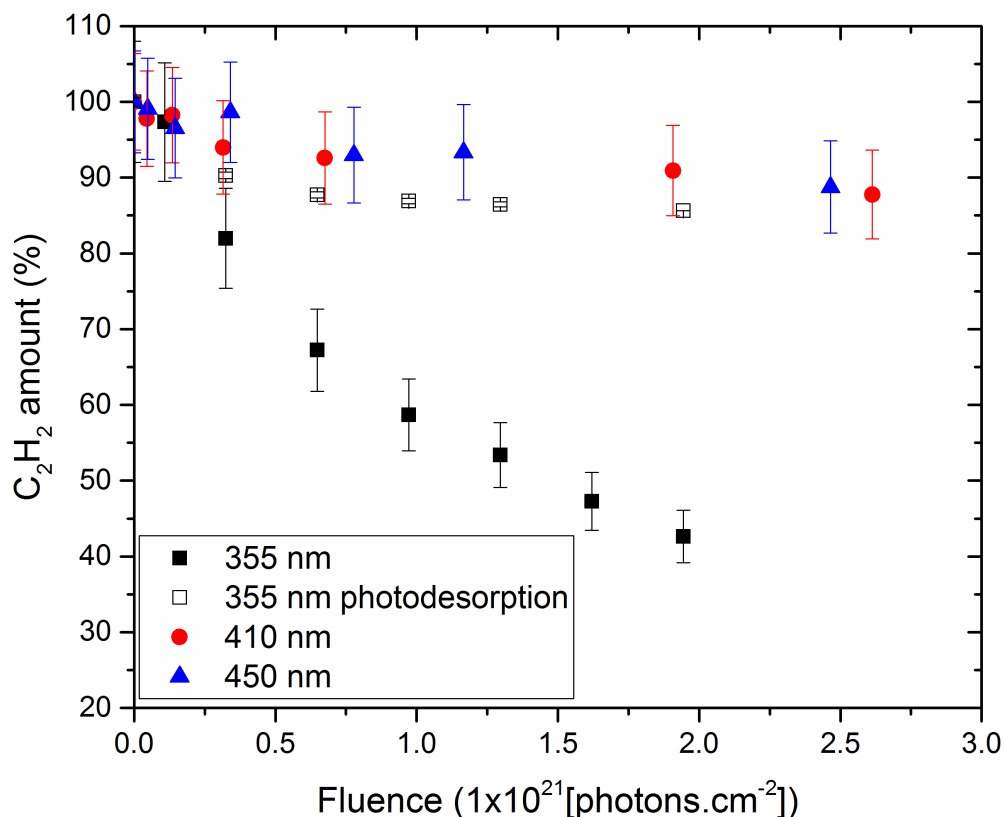 110
100
90
80
70
60
50
40
30
20
C₂H₂ amount (%)
355 nm
355 nm photodesorption
410 nm
450 nm
0.0 0.5 1.0 1.5 2.0 2.5 3.0
Fluence (1x10²¹[photons.cm⁻²])